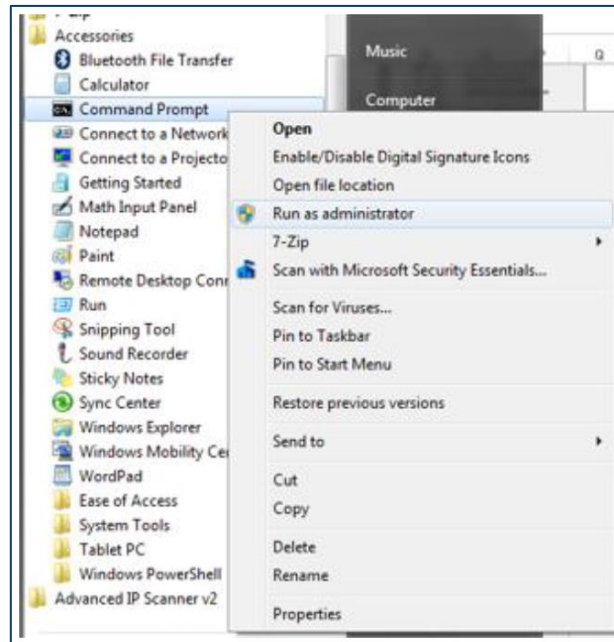 7-Zip
Accessories
Bluetooth File Transfer
Calculator
Command Prompt
Connect to a Network
Connect to a Projecto
Getting Started
Math Input Panel
Notepad
Paint
Remote Desktop Conn
Run
Snipping Tool
Sound Recorder
Sticky Notes
Sync Center
Windows Explorer
Windows Mobility Ce
WordPad
Ease of Access
System Tools
Tablet PC
Windows PowerShell
Advanced IP Scanner v2
Music
Q
Computer
Open
Enable/Disable Digital Signature Icons
Open file location
Run as administrator
7-Zip
Scan with Microsoft Security Essentials...
Scan for Viruses...
Pin to Taskbar
Pin to Start Menu
Restore previous versions
Send to
Cut
Copy
Delete
Rename
Properties